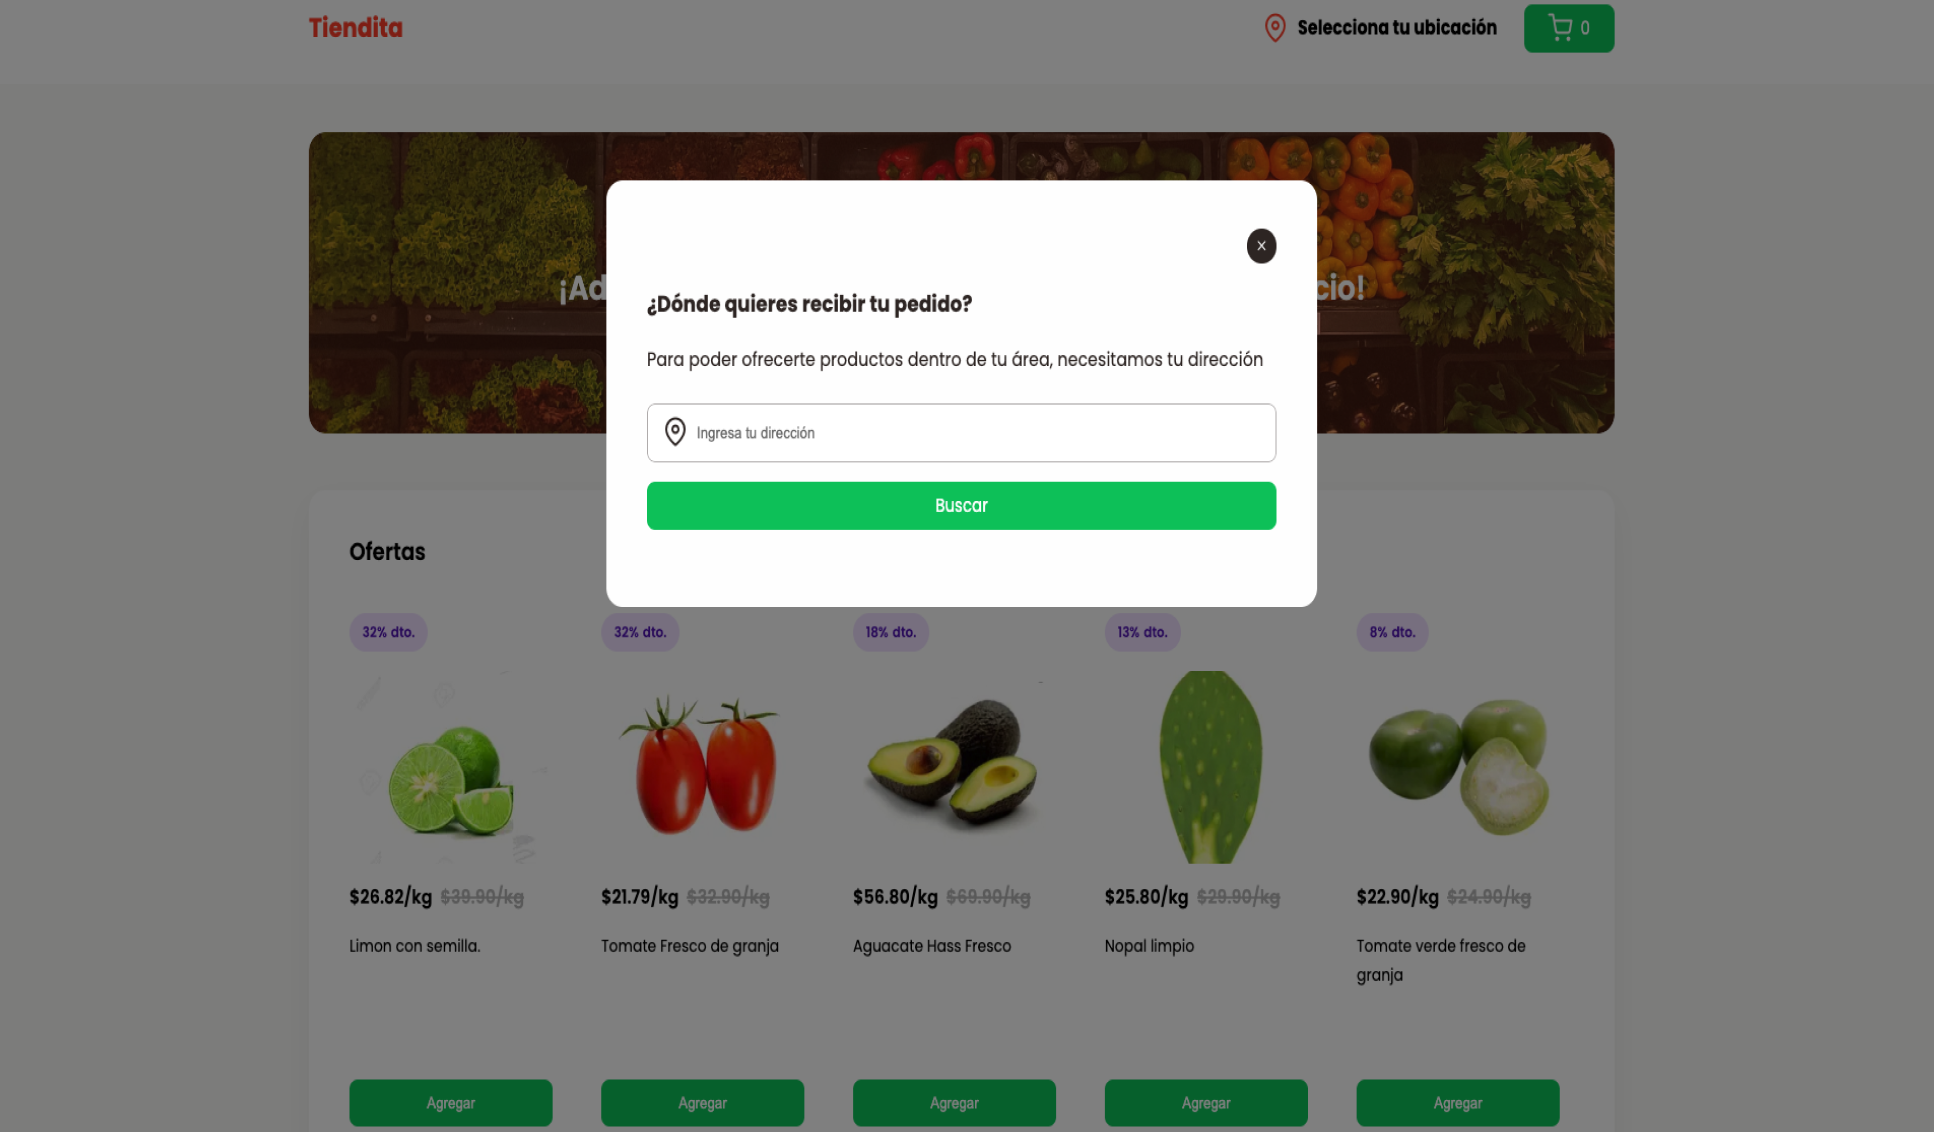 Tiendita
Selecciona tu ubicación
0
¡Ad
cio!
x
¿Dónde quieres recibir tu pedido?
Para poder ofrecerte productos dentro de tu área, necesitamos tu dirección
Ingresa tu dirección
Buscar
Ofertas
32% dto.
32% dto.
18% dto.
13% dto.
8% dto.
$26.82/kg $39.90/kg
$21.79/kg $32.90/kg
$56.80/kg $69.90/kg
$25.80/kg $29.90/kg
$22.90/kg $24.90/kg
Limon con semilla.
Tomate Fresco de granja
Aguacate Hass Fresco
Nopal limpio
Tomate verde fresco de
granja
Agregar
Agregar
Agregar
Agregar
Agregar